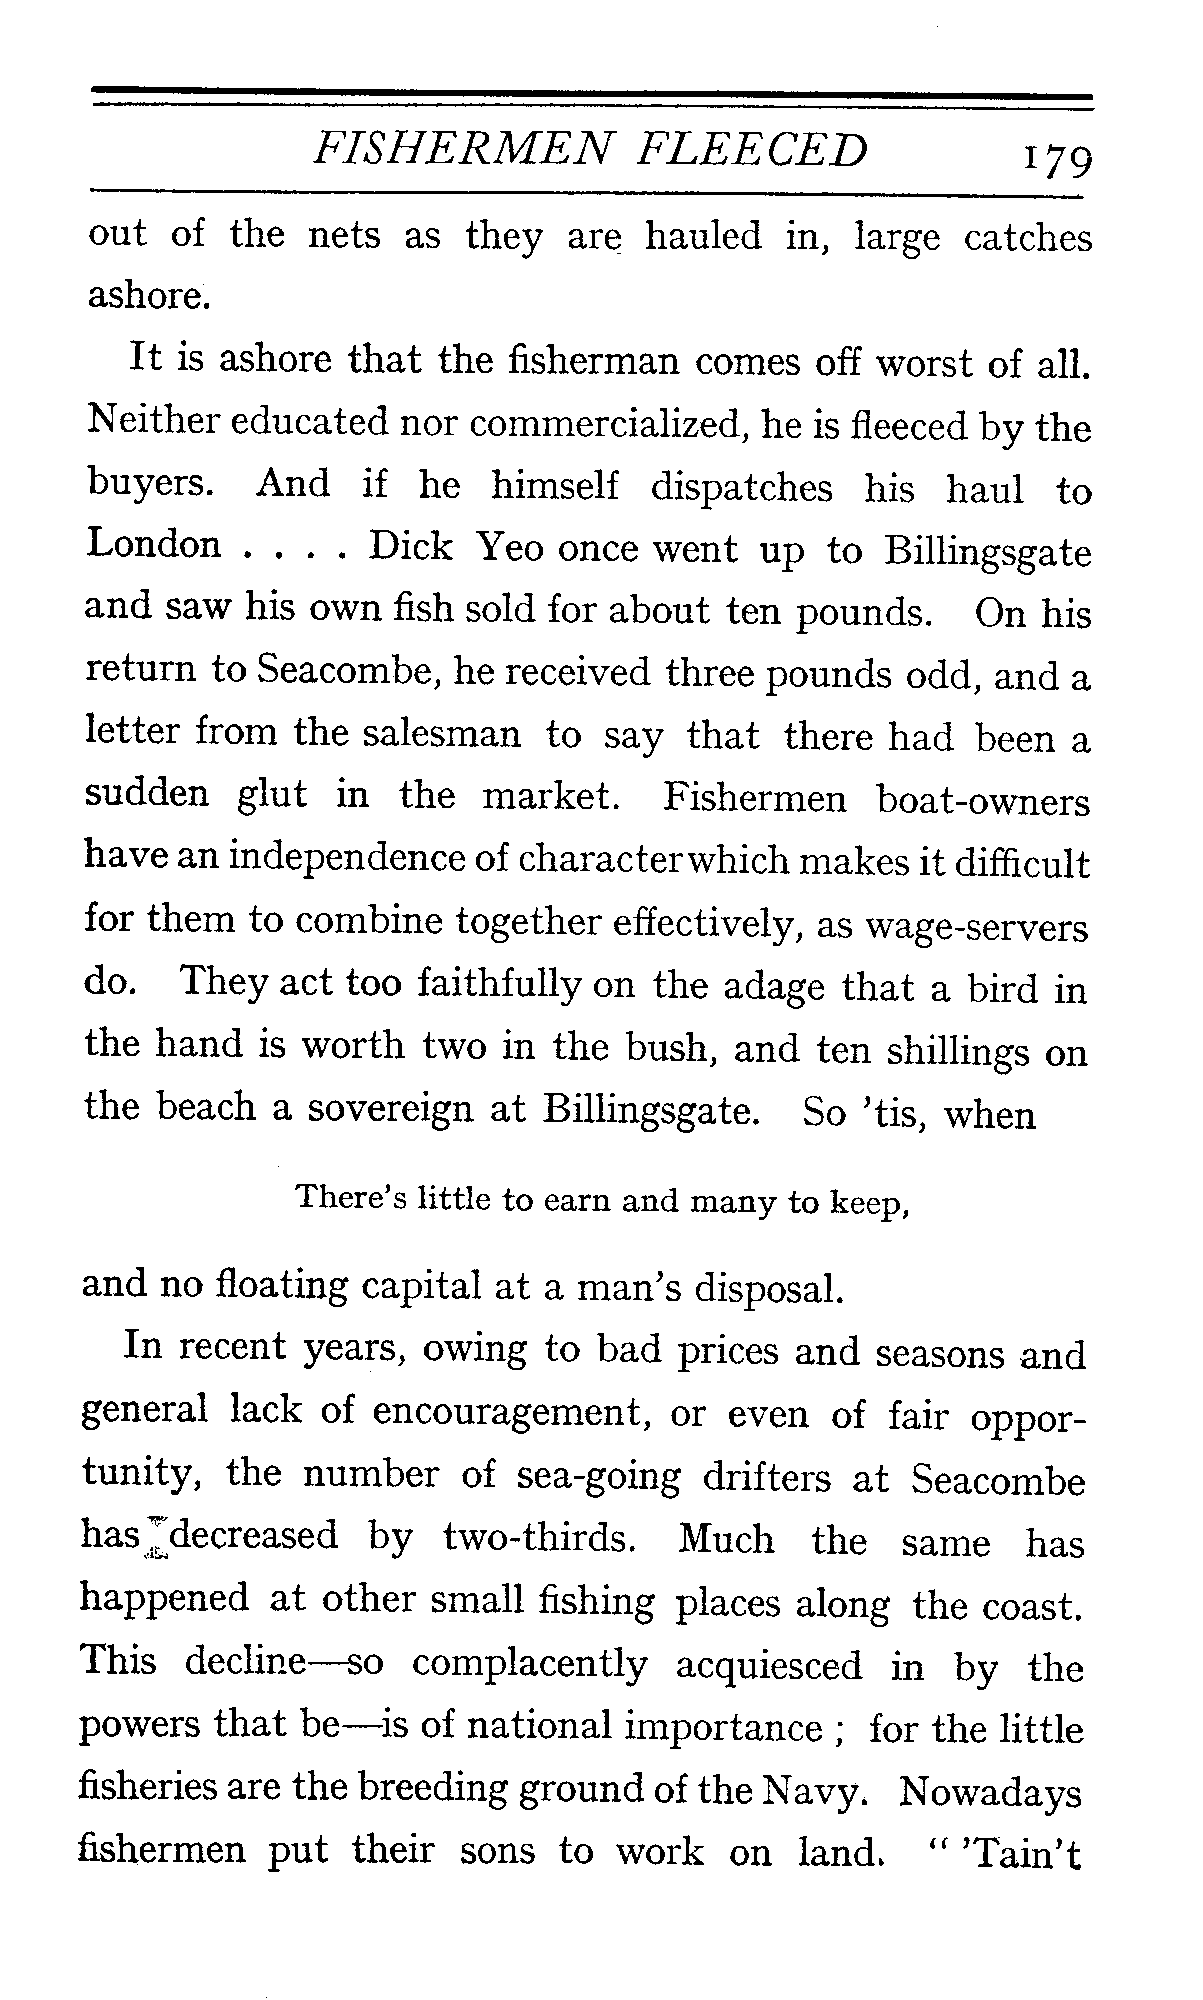 FISHERMEN FLEECED 179
out of the nets as they are hauled in, large catches
ashore.
It is ashore that the fisherman comes off worst of all.
Neither educated nor commercialized, he is fleeced by the
buyers. And if he himself dispatches his haul to
London . . . . Dick Yeo once went up to Billingsgate
and saw his own fish sold for about ten pounds. On his
return to Seacombe, he received three pounds odd, and a
letter from the salesman to say that there had been a
sudden glut in the market. Fishermen boat-owners
have an independence of character which makes it difficult
for them to combine together effectively, as wage-servers
do. They act too faithfully on the adage that a bird in
the hand is worth two in the bush, and ten shillings on
the beach a sovereign at Billingsgate. So 'tis, when
There's little to earn and many to keep,
and no floating capital at a man's disposal.
In recent years, owing to bad prices and seasons and
general lack of encouragement, or even of fair oppor-
tunity, the number of sea-going drifters at Seacombe
has decreased by two-thirds. Much the same has
happened at other small fishing places along the coast.
This decline—so complacently acquiesced in by the
powers that be—is of national importance ; for the little
fisheries are the breeding ground of the Navy. Nowadays
fishermen put their sons to work on land. " 'Tain't